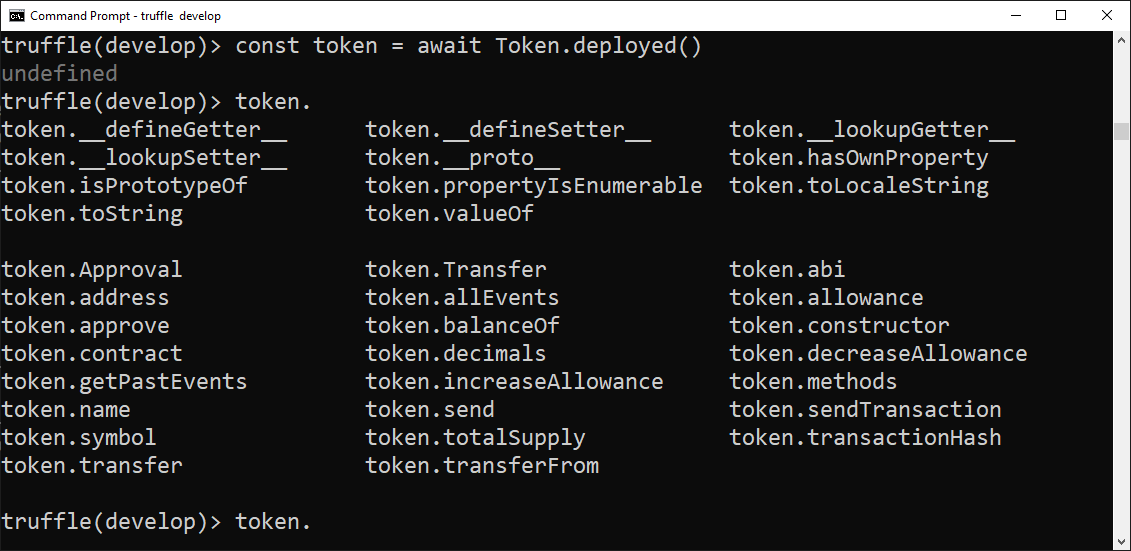 Command Prompt - truffle  develop
truffle(develop)> const token = await Token.deployed()
undefined
truffle(develop)> token.
token.__defineGetter__ token.__defineSetter__ token.__lookupGetter__
token.__lookupSetter__ token.__proto__ token.hasOwnProperty
token.isPrototypeOf token.propertyIsEnumerable token.toLocaleString
token.toString token.valueOf
token.Approval token.Transfer token.abi
token.address token.allEvents token.allowance
token.approve token.balanceOf token.constructor
token.contract token.decimals token.decreaseAllowance
token.getPastEvents token.increaseAllowance token.methods
token.name token.send token.sendTransaction
token.symbol token.totalSupply token.transactionHash
token.transfer token.transferFrom
truffle(develop)> token.